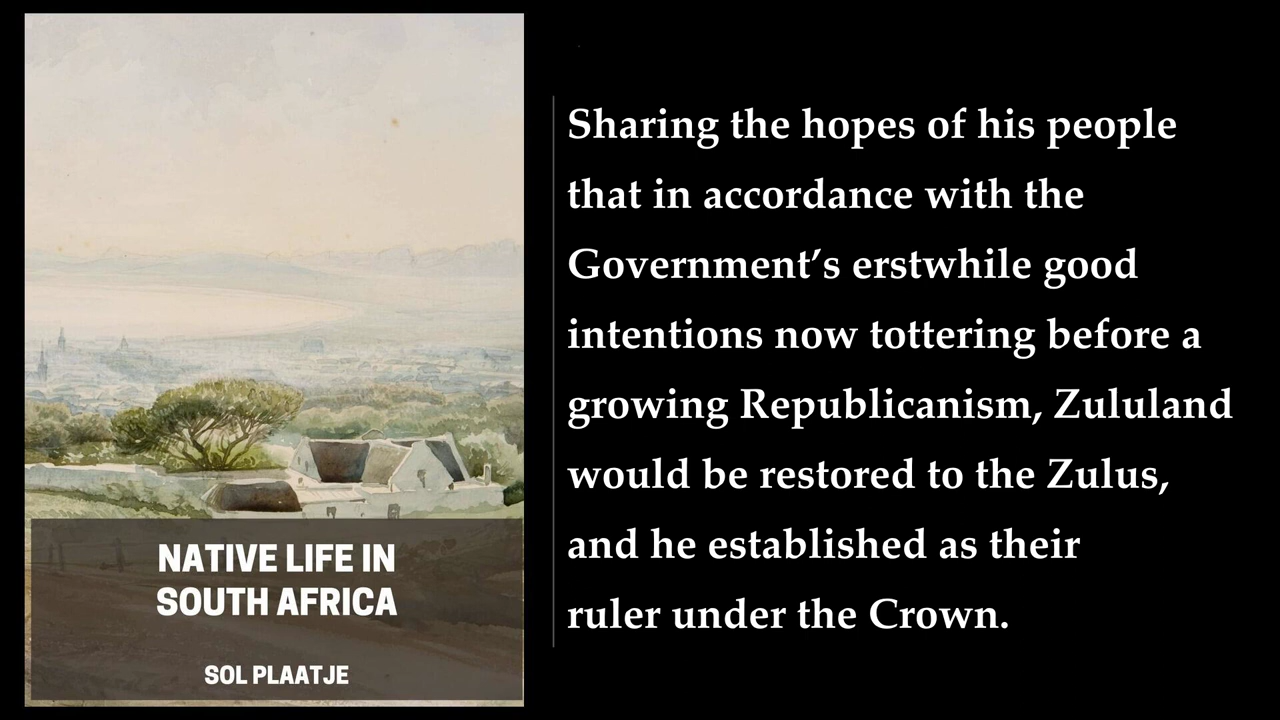 NATIVE LIFE IN
SOUTH AFRICA
SOL PLAATJE
Sharing the hopes of his people
that in accordance with the
Government’s erstwhile good
intentions now tottering before a
growing Republicanism, Zululand
would be restored to the Zulus,
and he established as their
ruler under the Crown.